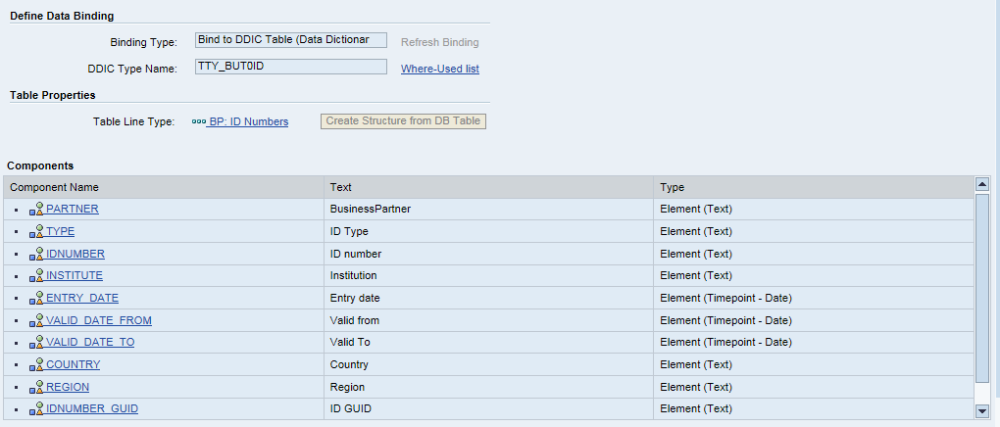 Define Data Binding
Binding Type: Bind to DDIC Table (Data Dictionar Refresh Binding
DDIC Type Name: TTY_BUT0ID Where-Used list
Table Properties
Table Line Type: BP: ID Numbers Create Structure from DB Table
Components
Component Name Text Type
PARTNER BusinessPartner Element (Text)
TYPE ID Type Element (Text)
IDNUMBER ID number Element (Text)
INSTITUTE Institution Element (Text)
ENTRY_DATE Entry date Element (Timepoint - Date)
VALID_DATE_FROM Valid from Element (Timepoint - Date)
VALID_DATE_TO Valid To Element (Timepoint - Date)
COUNTRY Country Element (Text)
REGION Region Element (Text)
IDNUMBER_GUID ID GUID Element (Text)